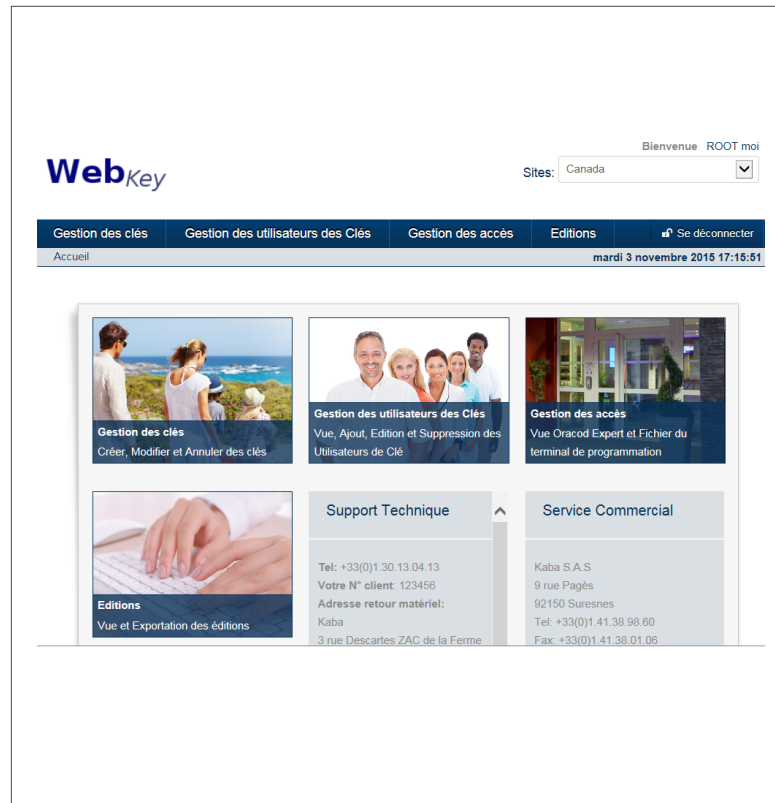 Bienvenue ROOT moi
WebKey
Sites: Canada
Gestion des clés Gestion des utilisateurs des Clés Gestion des accès Editions Se déconnecter
Accueil mardi 3 novembre 2015 17:15:51
Gestion des clés
Créer, Modifier et Annuler des clés
Gestion des utilisateurs des Clés
Vue, Ajout, Edition et Suppression des
Utilisateurs de Clé
Gestion des accès
Vue Oracod Expert et Fichier du
terminal de programmation
Editions
Vue et Exportation des éditions
Support Technique
Tel: +33(0)1.30.13.04.13
Votre N° client: 123456
Adresse retour matériel:
Kaba
3 rue Descartes ZAC de la Ferme
Service Commercial
Kaba S.A.S
9 rue Pagès
92150 Suresnes
Tel: +33(0)1.41.38.98.60
Fax: +33(0)1.41.38.01.06